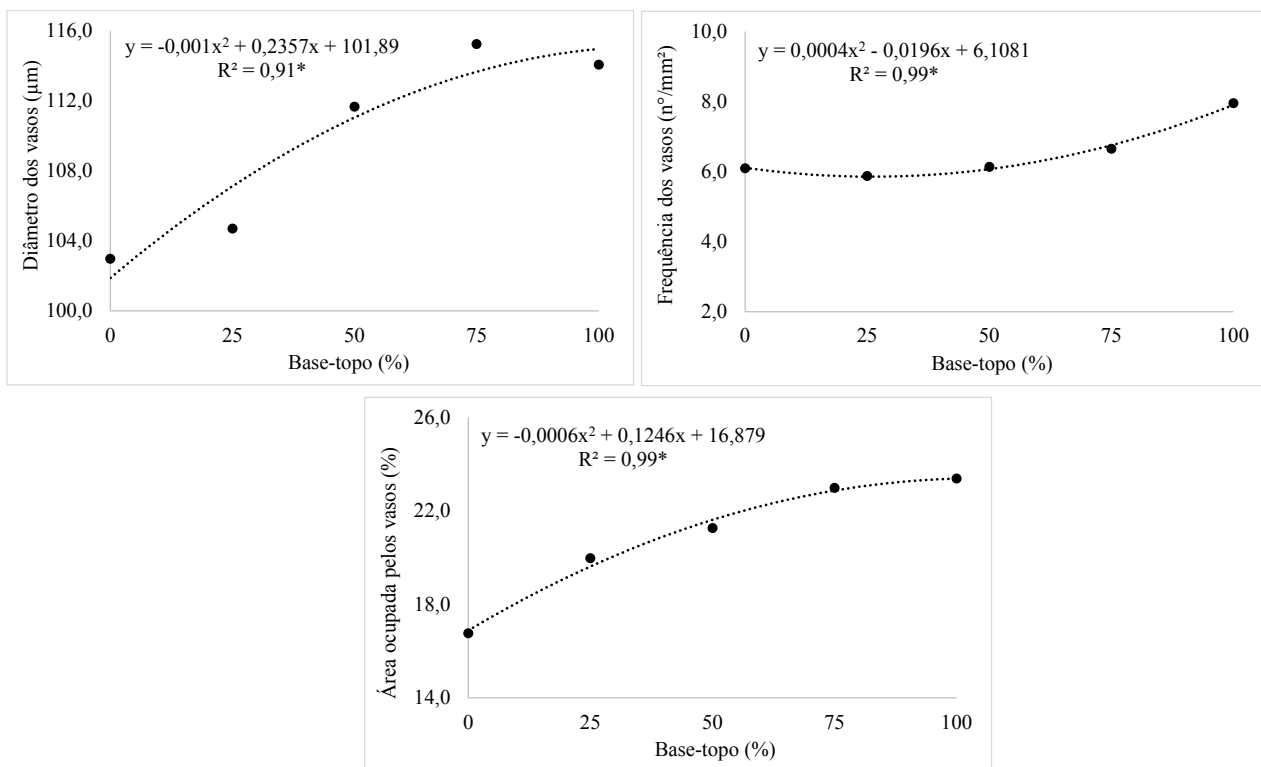 y = -0,001x² + 0,2357x + 101,89
R² = 0,91*
Diâmetro dos vasos (µm)
116,0
112,0
108,0
104,0
100,0
0 25 50 75 100
Base-topo (%)
y = 0,0004x² - 0,0196x + 6,1081
R² = 0,99*
Frequência dos vasos (n°/mm²)
10,0
8,0
6,0
4,0
2,0
0 25 50 75 100
Base-topo (%)
y = -0,0006x² + 0,1246x + 16,879
R² = 0,99*
Área ocupada pelos vasos (%)
26,0
22,0
18,0
14,0
0 25 50 75 100
Base-topo (%)